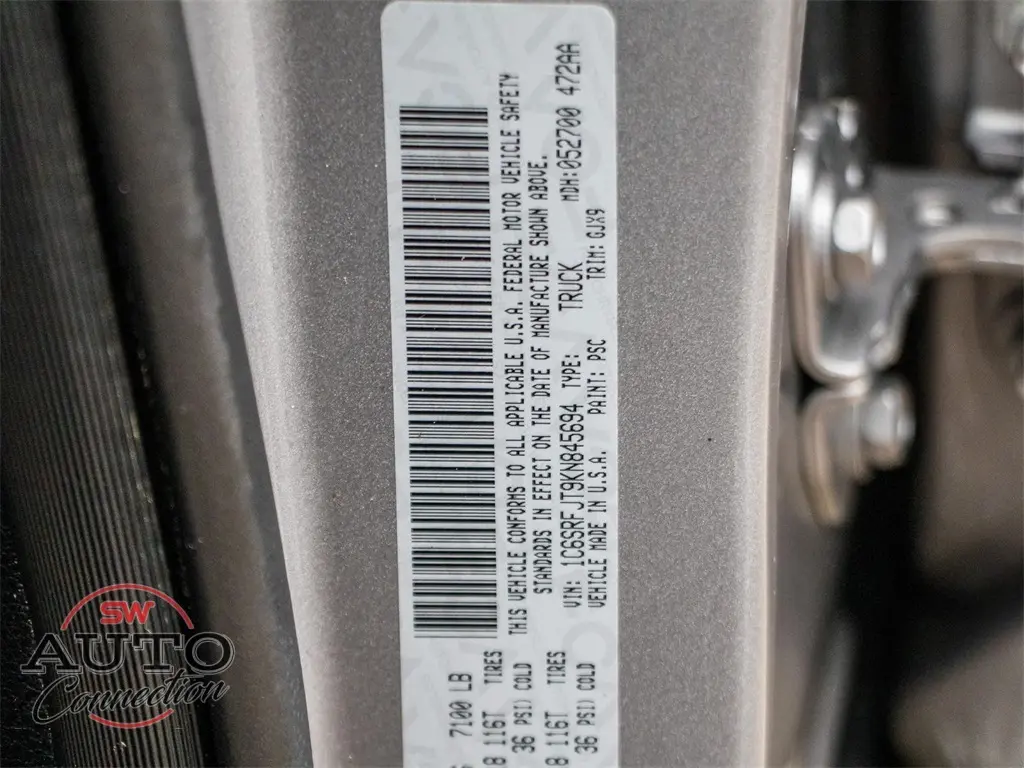 7100 LB
116T TIRES
36 PSI) COLD
116T TIRES
36 PSI) COLD
THIS VEHICLE CONFORMS TO ALL APPLICABLE U.S.A. FEDERAL MOTOR VEHICLE SAFETY
STANDARDS IN EFFECT ON THE DATE OF MANUFACTURE SHOWN ABOVE.
VIN: 1C6SRFJT9KN845694 TYPE: TRUCK MDH:052700 472AA
VEHICLE MADE IN U.S.A. PAINT: PSC TRIM: GJX9
SW
AUTO
Connection